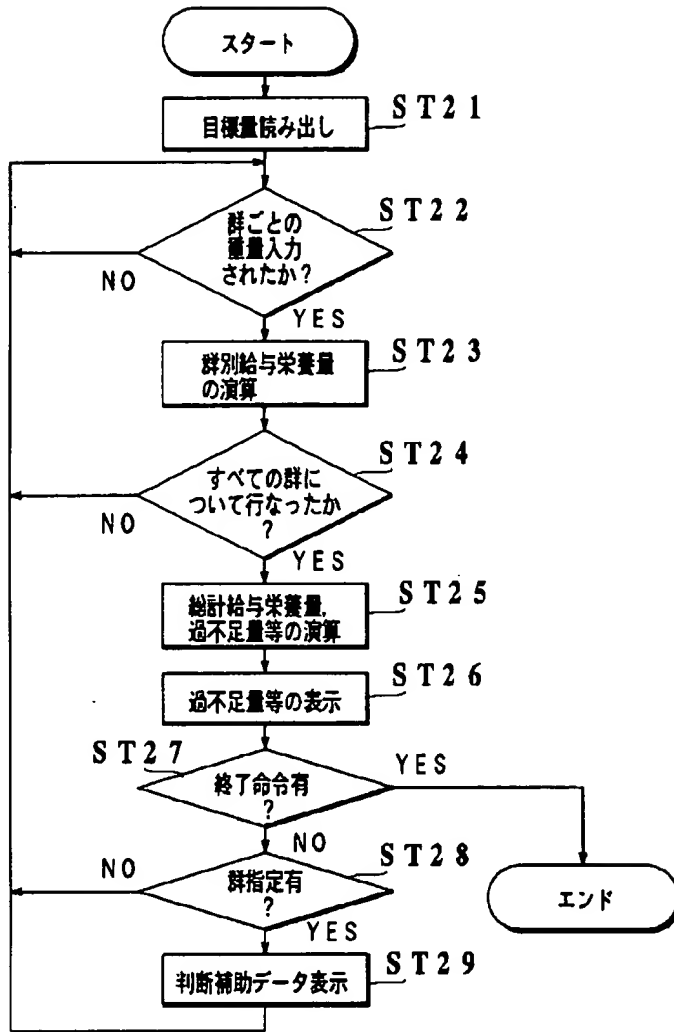 スタート
目標量読み出し
ST21
群ごとの
重量入力
されたか？
ST22
NO
YES
群別給与栄養量
の演算
ST23
すべての群に
ついて行なったか
？
ST24
NO
YES
総計給与栄養量，
過不足量等の演算
ST25
過不足量等の表示
ST26
ST27
終了命令有
？
YES
NO
エンド
群指定有
？
ST28
NO
YES
判断補助データ表示
ST29